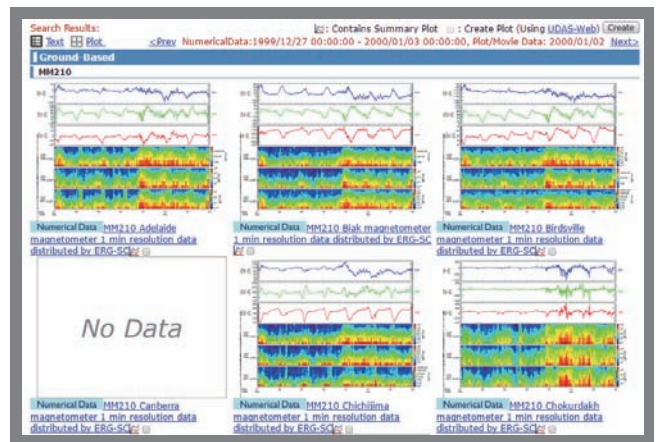 Search Results:
: Contains Summary Plot : Create Plot (Using UDAS-Web) Create
Text Plot <Prev NumericalData:1999/12/27 00:00:00 - 2000/01/03 00:00:00, Plot/Movie Data: 2000/01/02 Next>
Ground-Based
MM210
Numerical Data MM210 Adelaide
magnetometer 1 min resolution data
distributed by ERG-SC
Numerical Data MM210 Biak magnetometer
1 min resolution data distributed by ERG-SC
Numerical Data MM210 Birdsville
magnetometer 1 min resolution data
distributed by ERG-SC
No Data
Numerical Data MM210 Canberra
magnetometer 1 min resolution data
distributed by ERG-SC
Numerical Data MM210 Chichijima
magnetometer 1 min resolution data
distributed by ERG-SC
Numerical Data MM210 Chokurdakh
magnetometer 1 min resolution data
distributed by ERG-SC